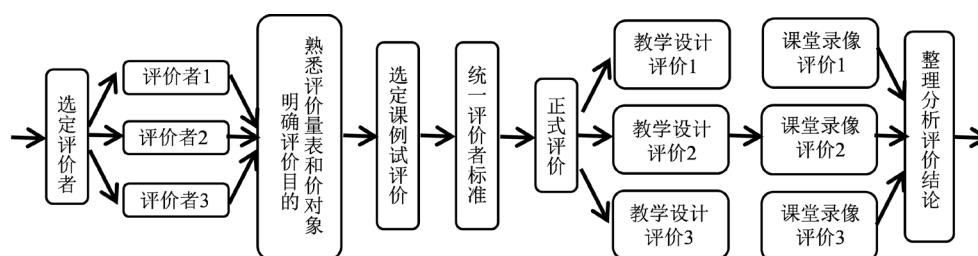 选定评价者
评价者1
评价者2
评价者3
熟悉评价量表和价对象
明确评价目的
选定课例试评价
统一评价者标准
正式评价
教学设计
评价1
教学设计
评价2
教学设计
评价3
课堂录像
评价1
课堂录像
评价2
课堂录像
评价3
整理分析评价结论